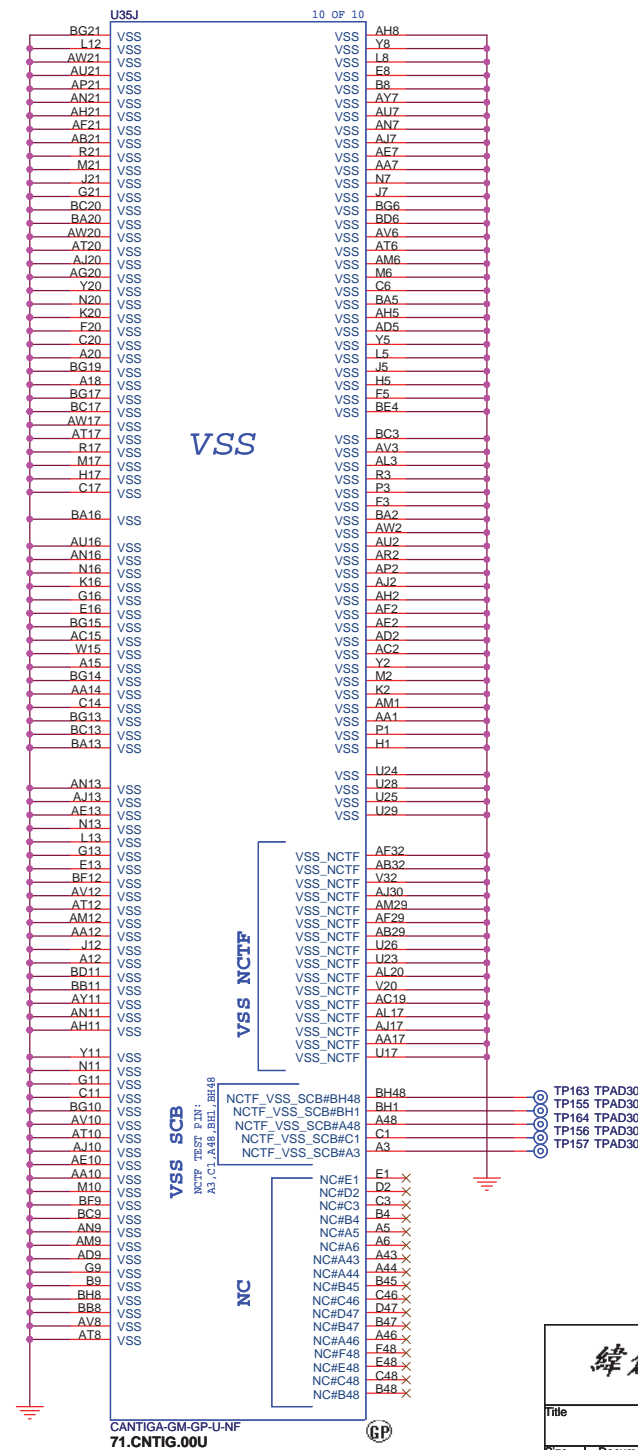 U35J
10 OF 10
BG21 VSS
L12 VSS
AW21 VSS
AU21 VSS
AP21 VSS
AN21 VSS
AH21 VSS
AF21 VSS
AB21 VSS
R21 VSS
M21 VSS
J21 VSS
G21 VSS
BC20 VSS
BA20 VSS
AW20 VSS
AT20 VSS
AJ20 VSS
AG20 VSS
Y20 VSS
N20 VSS
K20 VSS
F20 VSS
C20 VSS
A20 VSS
BG19 VSS
A18 VSS
BG17 VSS
BC17 VSS
AW17 VSS
AT17 VSS
R17 VSS
M17 VSS
H17 VSS
C17 VSS
BA16 VSS
AU16 VSS
AN16 VSS
N16 VSS
K16 VSS
G16 VSS
E16 VSS
BG15 VSS
AC15 VSS
W15 VSS
A15 VSS
BG14 VSS
AA14 VSS
C14 VSS
BG13 VSS
BC13 VSS
BA13 VSS
AN13 VSS
AJ13 VSS
AE13 VSS
N13 VSS
L13 VSS
G13 VSS
E13 VSS
BF12 VSS
AV12 VSS
AT12 VSS
AM12 VSS
AA12 VSS
J12 VSS
A12 VSS
BD11 VSS
BB11 VSS
AY11 VSS
AN11 VSS
AH11 VSS
Y11 VSS
N11 VSS
G11 VSS
C11 VSS
BG10 VSS
AV10 VSS
AT10 VSS
AJ10 VSS
AE10 VSS
AA10 VSS
M10 VSS
BF9 VSS
BC9 VSS
AN9 VSS
AM9 VSS
AD9 VSS
G9 VSS
B9 VSS
BH8 VSS
BB8 VSS
AV8 VSS
AT8 VSS
VSS
VSS AH8
VSS Y8
VSS L8
VSS E8
VSS B8
VSS AY7
VSS AU7
VSS AN7
VSS AJ7
VSS AE7
VSS AA7
VSS N7
VSS J7
VSS BG6
VSS BD6
VSS AV6
VSS AT6
VSS AM6
VSS M6
VSS C6
VSS BA5
VSS AH5
VSS AD5
VSS Y5
VSS L5
VSS J5
VSS H5
VSS F5
VSS BE4
VSS BC3
VSS AV3
VSS AL3
VSS R3
VSS P3
VSS F3
VSS BA2
VSS AW2
VSS AU2
VSS AR2
VSS AP2
VSS AJ2
VSS AH2
VSS AF2
VSS AE2
VSS AD2
VSS AC2
VSS Y2
VSS M2
VSS K2
VSS AM1
VSS AA1
VSS P1
VSS H1
VSS U24
VSS U28
VSS U25
VSS U29
VSS NCTF
VSS_NCTF AF32
VSS_NCTF AB32
VSS_NCTF V32
VSS_NCTF AJ30
VSS_NCTF AM29
VSS_NCTF AF29
VSS_NCTF AB29
VSS_NCTF U26
VSS_NCTF U23
VSS_NCTF AL20
VSS_NCTF V20
VSS_NCTF AC19
VSS_NCTF AL17
VSS_NCTF AJ17
VSS_NCTF AA17
VSS_NCTF U17
VSS SCB
NCTF TEST PIN:
A3,C1,A48,BH1,BH48
NCTF_VSS_SCB#BH48 BH48 TP163 TPAD30
NCTF_VSS_SCB#BH1 BH1 TP155 TPAD30
NCTF_VSS_SCB#A48 A48 TP164 TPAD30
NCTF_VSS_SCB#C1 C1 TP156 TPAD30
NCTF_VSS_SCB#A3 A3 TP157 TPAD30
NC
NC#E1 E1
NC#D2 D2
NC#C3 C3
NC#B4 B4
NC#A5 A5
NC#A6 A6
NC#A43 A43
NC#A44 A44
NC#B45 B45
NC#C46 C46
NC#D47 D47
NC#B47 B47
NC#A46 A46
NC#F48 F48
NC#E48 E48
NC#C48 C48
NC#B48 B48
CANTIGA-GM-GP-U-NF
71.CNTIG.00U
GP
緯
Title